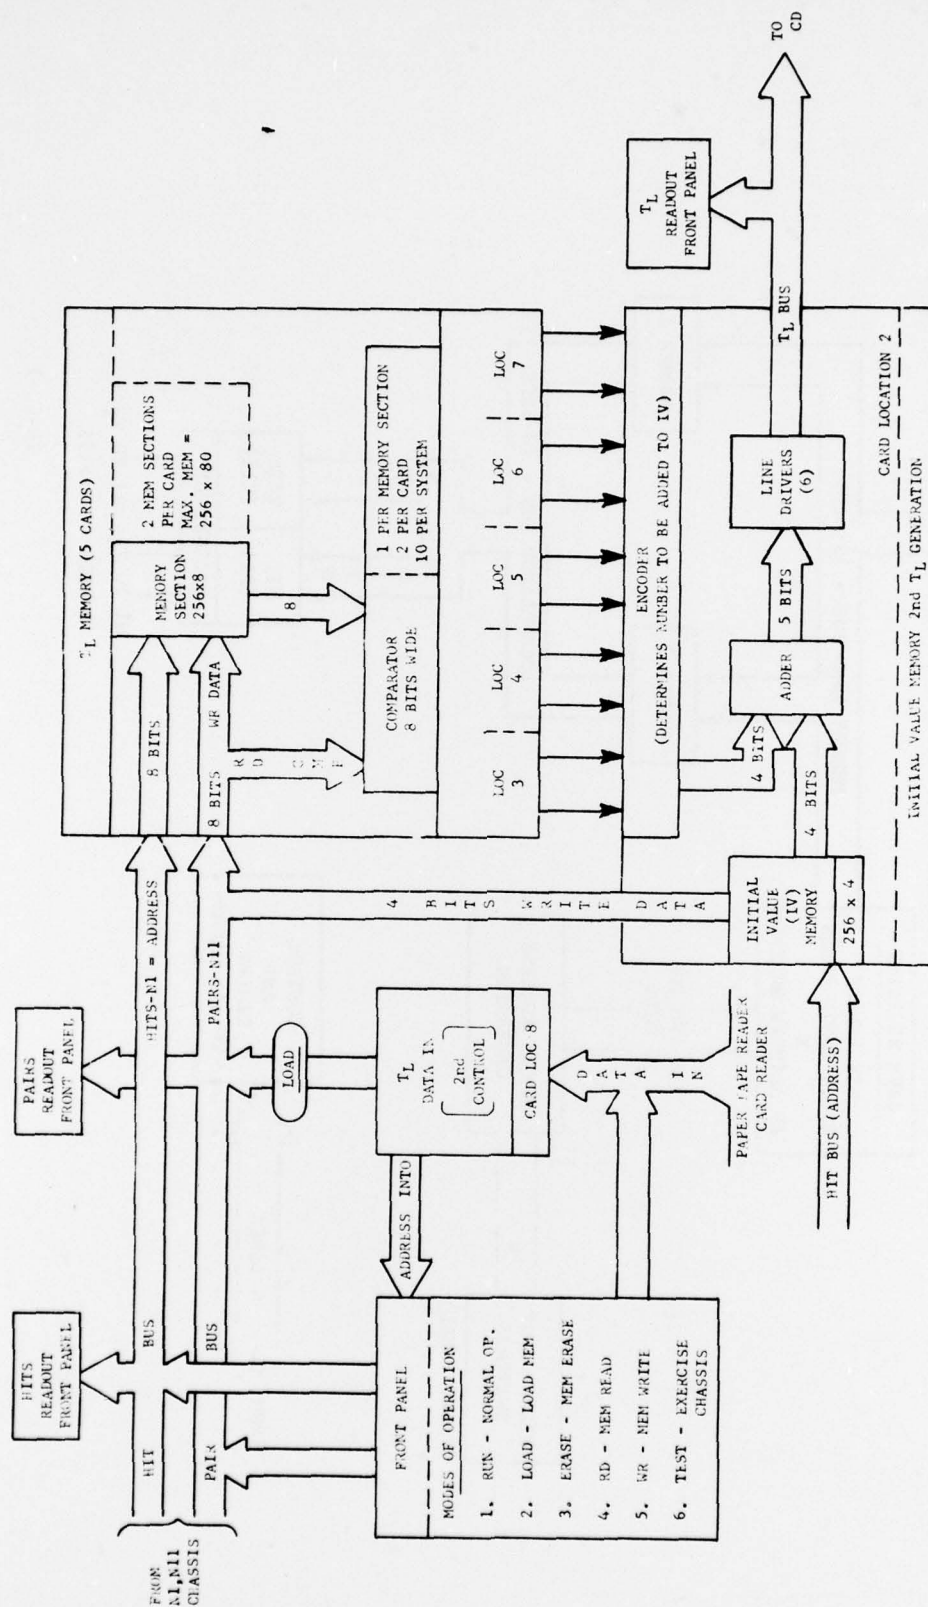 FROM
N1,N11
CHASSIS
HIT
BUS
HITS-N1 = ADDRESS
PAIR
BUS
PAIRS-N11
HITS
READOUT
FRONT PANEL
PAIRS
READOUT
FRONT PANEL
FRONT PANEL
MODES OF OPERATION
1. RUN - NORMAL OP.
2. LOAD - LOAD MEM
3. ERASE - MEM ERASE
4. RD - MEM READ
5. WR - MEM WRITE
6. TEST - EXERCISE
CHASSIS
ADDRESS INTO
LOAD
TL
DATA IN
2nd
CONTROL
CARD LOC 8
DATA IN
PAPER TAPE READER
CARD READER
TL MEMORY (5 CARDS)
8 BITS
8 BITS
WR DATA
RD CMP
MEMORY
SECTION
256x8
2 MEM SECTIONS
PER CARD
MAX. MEM =
256 x 80
8
COMPARATOR
8 BITS WIDE
1 PER MEMORY SECTION
2 PER CARD
10 PER SYSTEM
LOC
3
LOC
4
LOC
5
LOC
6
LOC
7
4 BITS WRITE DATA
ENCODER
(DETERMINES NUMBER TO BE ADDED TO IV)
4 BITS
4 BITS
ADDER
5 BITS
LINE
DRIVERS
(6)
TL BUS
TL
READOUT
FRONT PANEL
TO
CD
INITIAL
VALUE
(IV)
MEMORY
256 x 4
HIT BUS (ADDRESS)
CARD LOCATION 2
INITIAL VALUE MEMORY 2nd TL GENERATION